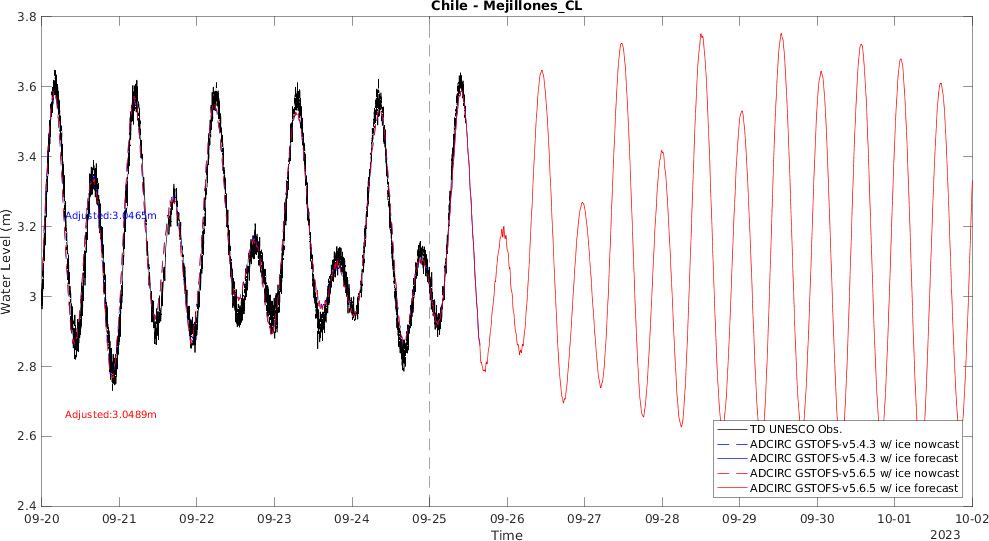 Chile - Mejillones_CL
3.8
3.6
3.4
3.2
3
2.8
2.6
2.4
Water Level (m)
Adjusted:3.0465m
Adjusted:3.0489m
TD UNESCO Obs.
ADCIRC GSTOFS-v5.4.3 w/ ice nowcast
ADCIRC GSTOFS-v5.4.3 w/ ice forecast
ADCIRC GSTOFS-v5.6.5 w/ ice nowcast
ADCIRC GSTOFS-v5.6.5 w/ ice forecast
09-20 09-21 09-22 09-23 09-24 09-25 09-26 09-27 09-28 09-29 09-30 10-01 10-02
Time
2023